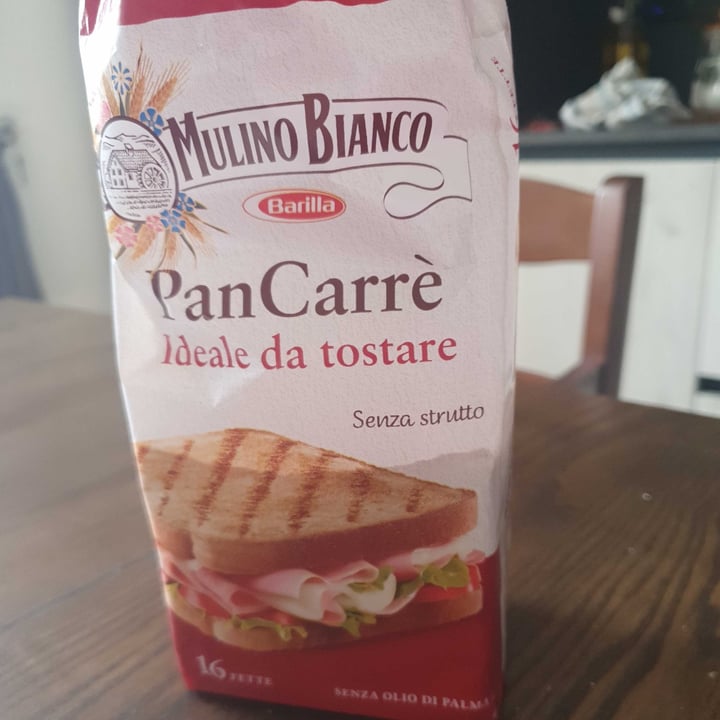 MULINO BIANCO
Barilla
PanCarrè
Ideale da tostare
Senza strutto
16 FETTE
SENZA OLIO DI PALMA